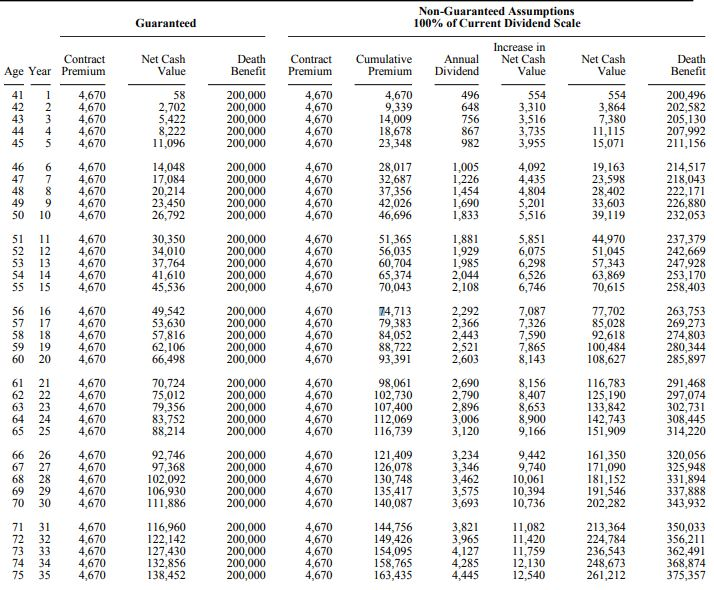 Non-Guaranteed Assumptions
Guaranteed 100% of Current Dividend Scale
Increase in
Contract Net Cash Death Contract Cumulative Annual Net Cash Net Cash Death
Age Year Premium Value Benefit Premium Premium Dividend Value Value Benefit
41 1 4,670 58 200,000 4,670 4,670 496 554 554 200,496
42 2 4,670 2,702 200,000 4,670 9,339 648 3,310 3,864 202,582
43 3 4,670 5,422 200,000 4,670 14,009 756 3,516 7,380 205,130
44 4 4,670 8,222 200,000 4,670 18,678 867 3,735 11,115 207,992
45 5 4,670 11,096 200,000 4,670 23,348 982 3,955 15,071 211,156
46 6 4,670 14,048 200,000 4,670 28,017 1,005 4,092 19,163 214,517
47 7 4,670 17,084 200,000 4,670 32,687 1,226 4,435 23,598 218,043
48 8 4,670 20,214 200,000 4,670 37,356 1,454 4,804 28,402 222,171
49 9 4,670 23,450 200,000 4,670 42,026 1,690 5,201 33,603 226,880
50 10 4,670 26,792 200,000 4,670 46,696 1,833 5,516 39,119 232,053
51 11 4,670 30,350 200,000 4,670 51,365 1,881 5,851 44,970 237,379
52 12 4,670 34,010 200,000 4,670 56,035 1,929 6,075 51,045 242,669
53 13 4,670 37,764 200,000 4,670 60,704 1,985 6,298 57,343 247,928
54 14 4,670 41,610 200,000 4,670 65,374 2,044 6,526 63,869 253,170
55 15 4,670 45,536 200,000 4,670 70,043 2,108 6,746 70,615 258,403
56 16 4,670 49,542 200,000 4,670 74,713 2,292 7,087 77,702 263,753
57 17 4,670 53,630 200,000 4,670 79,383 2,366 7,326 85,028 269,273
58 18 4,670 57,816 200,000 4,670 84,052 2,443 7,590 92,618 274,803
59 19 4,670 62,106 200,000 4,670 88,722 2,521 7,865 100,484 280,344
60 20 4,670 66,498 200,000 4,670 93,391 2,603 8,143 108,627 285,897
61 21 4,670 70,724 200,000 4,670 98,061 2,690 8,156 116,783 291,468
62 22 4,670 75,012 200,000 4,670 102,730 2,790 8,407 125,190 297,074
63 23 4,670 79,356 200,000 4,670 107,400 2,896 8,653 133,842 302,731
64 24 4,670 83,752 200,000 4,670 112,069 3,006 8,900 142,743 308,445
65 25 4,670 88,214 200,000 4,670 116,739 3,120 9,166 151,909 314,220
66 26 4,670 92,746 200,000 4,670 121,409 3,234 9,442 161,350 320,056
67 27 4,670 97,368 200,000 4,670 126,078 3,346 9,740 171,090 325,948
68 28 4,670 102,092 200,000 4,670 130,748 3,462 10,061 181,152 331,894
69 29 4,670 106,930 200,000 4,670 135,417 3,575 10,394 191,546 337,888
70 30 4,670 111,886 200,000 4,670 140,087 3,693 10,736 202,282 343,932
71 31 4,670 116,960 200,000 4,670 144,756 3,821 11,082 213,364 350,033
72 32 4,670 122,142 200,000 4,670 149,426 3,965 11,420 224,784 356,211
73 33 4,670 127,430 200,000 4,670 154,095 4,127 11,759 236,543 362,491
74 34 4,670 132,856 200,000 4,670 158,765 4,285 12,130 248,673 368,874
75 35 4,670 138,452 200,000 4,670 163,435 4,445 12,540 261,212 375,357